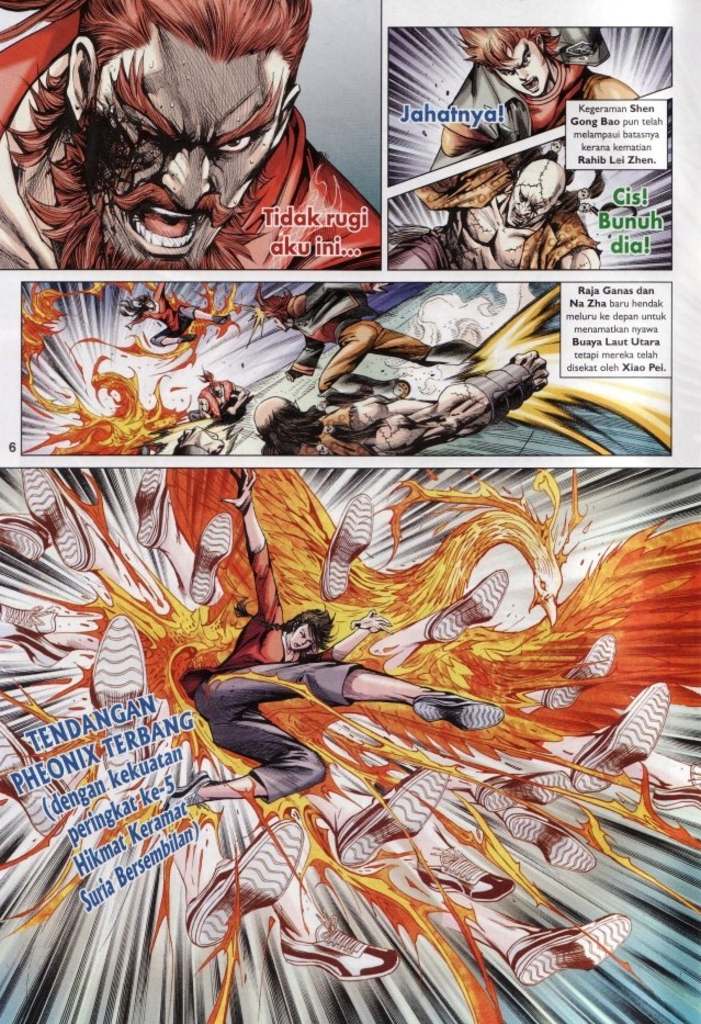 Tidak rugi
aku ini...
Jahatnya!
Kegeraman Shen
Gong Bao pun telah
melampaui batasnya
kerana kematian
Rahib Lei Zhen.
Cis!
Bunuh
dia!
Raja Ganas dan
Na Zha baru hendak
meluru ke depan untuk
menamatkan nyawa
Buaya Laut Utara
tetapi mereka telah
disekat oleh Xiao Pei.
6
TENDANGAN
PHEONIX TERBANG
(dengan kekuatan
peringkat ke-5
Hikmat Keramat
Suria Bersembilan)